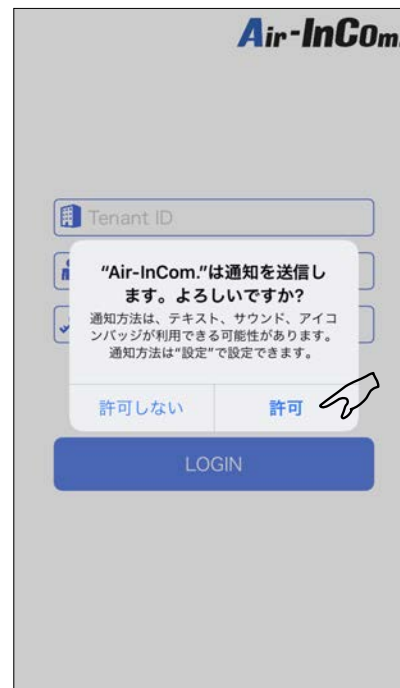 Air-InCom.
Tenant ID
“Air-InCom.”は通知を送信し
ます。よろしいですか?
通知方法は、テキスト、サウンド、アイコ
ンバッジが利用できる可能性があります。
通知方法は“設定”で設定できます。
許可しない
許可
LOGIN